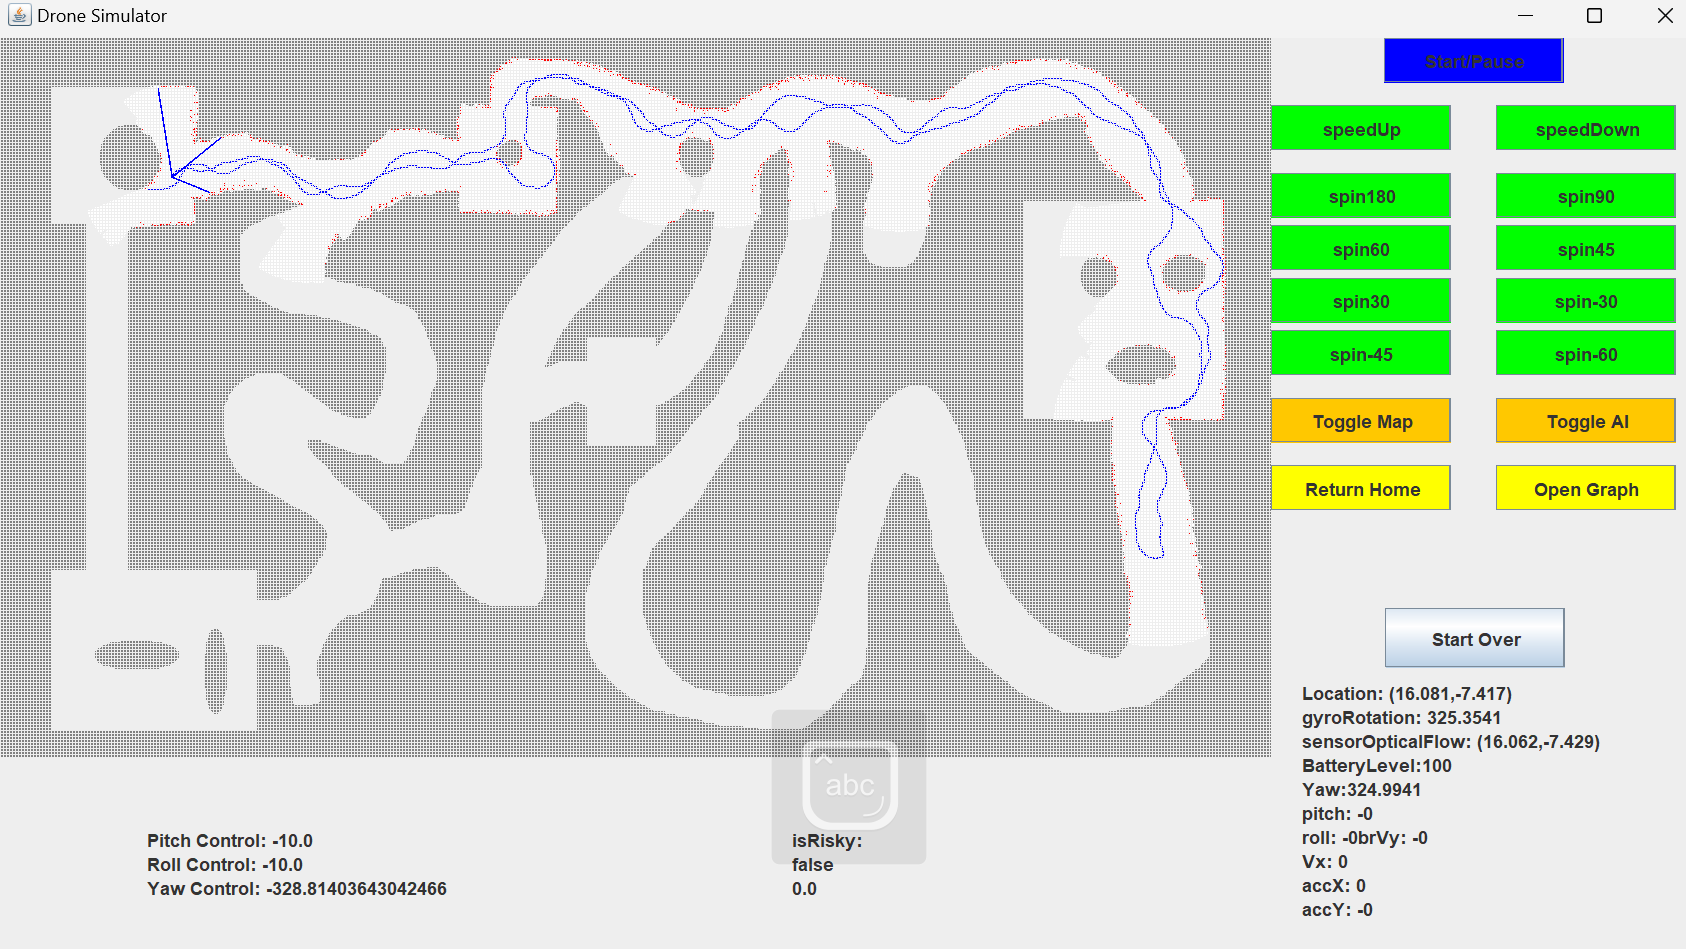 Drone Simulator
Start/Pause
speedUp
speedDown
spin180
spin90
spin60
spin45
spin30
spin-30
spin-45
spin-60
Toggle Map
Toggle AI
Return Home
Open Graph
Start Over
Location: (16.081,-7.417)
gyroRotation: 325.3541
sensorOpticalFlow: (16.062,-7.429)
BatteryLevel:100
Yaw:324.9941
pitch: -0
roll: -0brVy: -0
Vx: 0
accX: 0
accY: -0
abc
Pitch Control: -10.0
Roll Control: -10.0
Yaw Control: -328.81403643042466
isRisky:
false
0.0